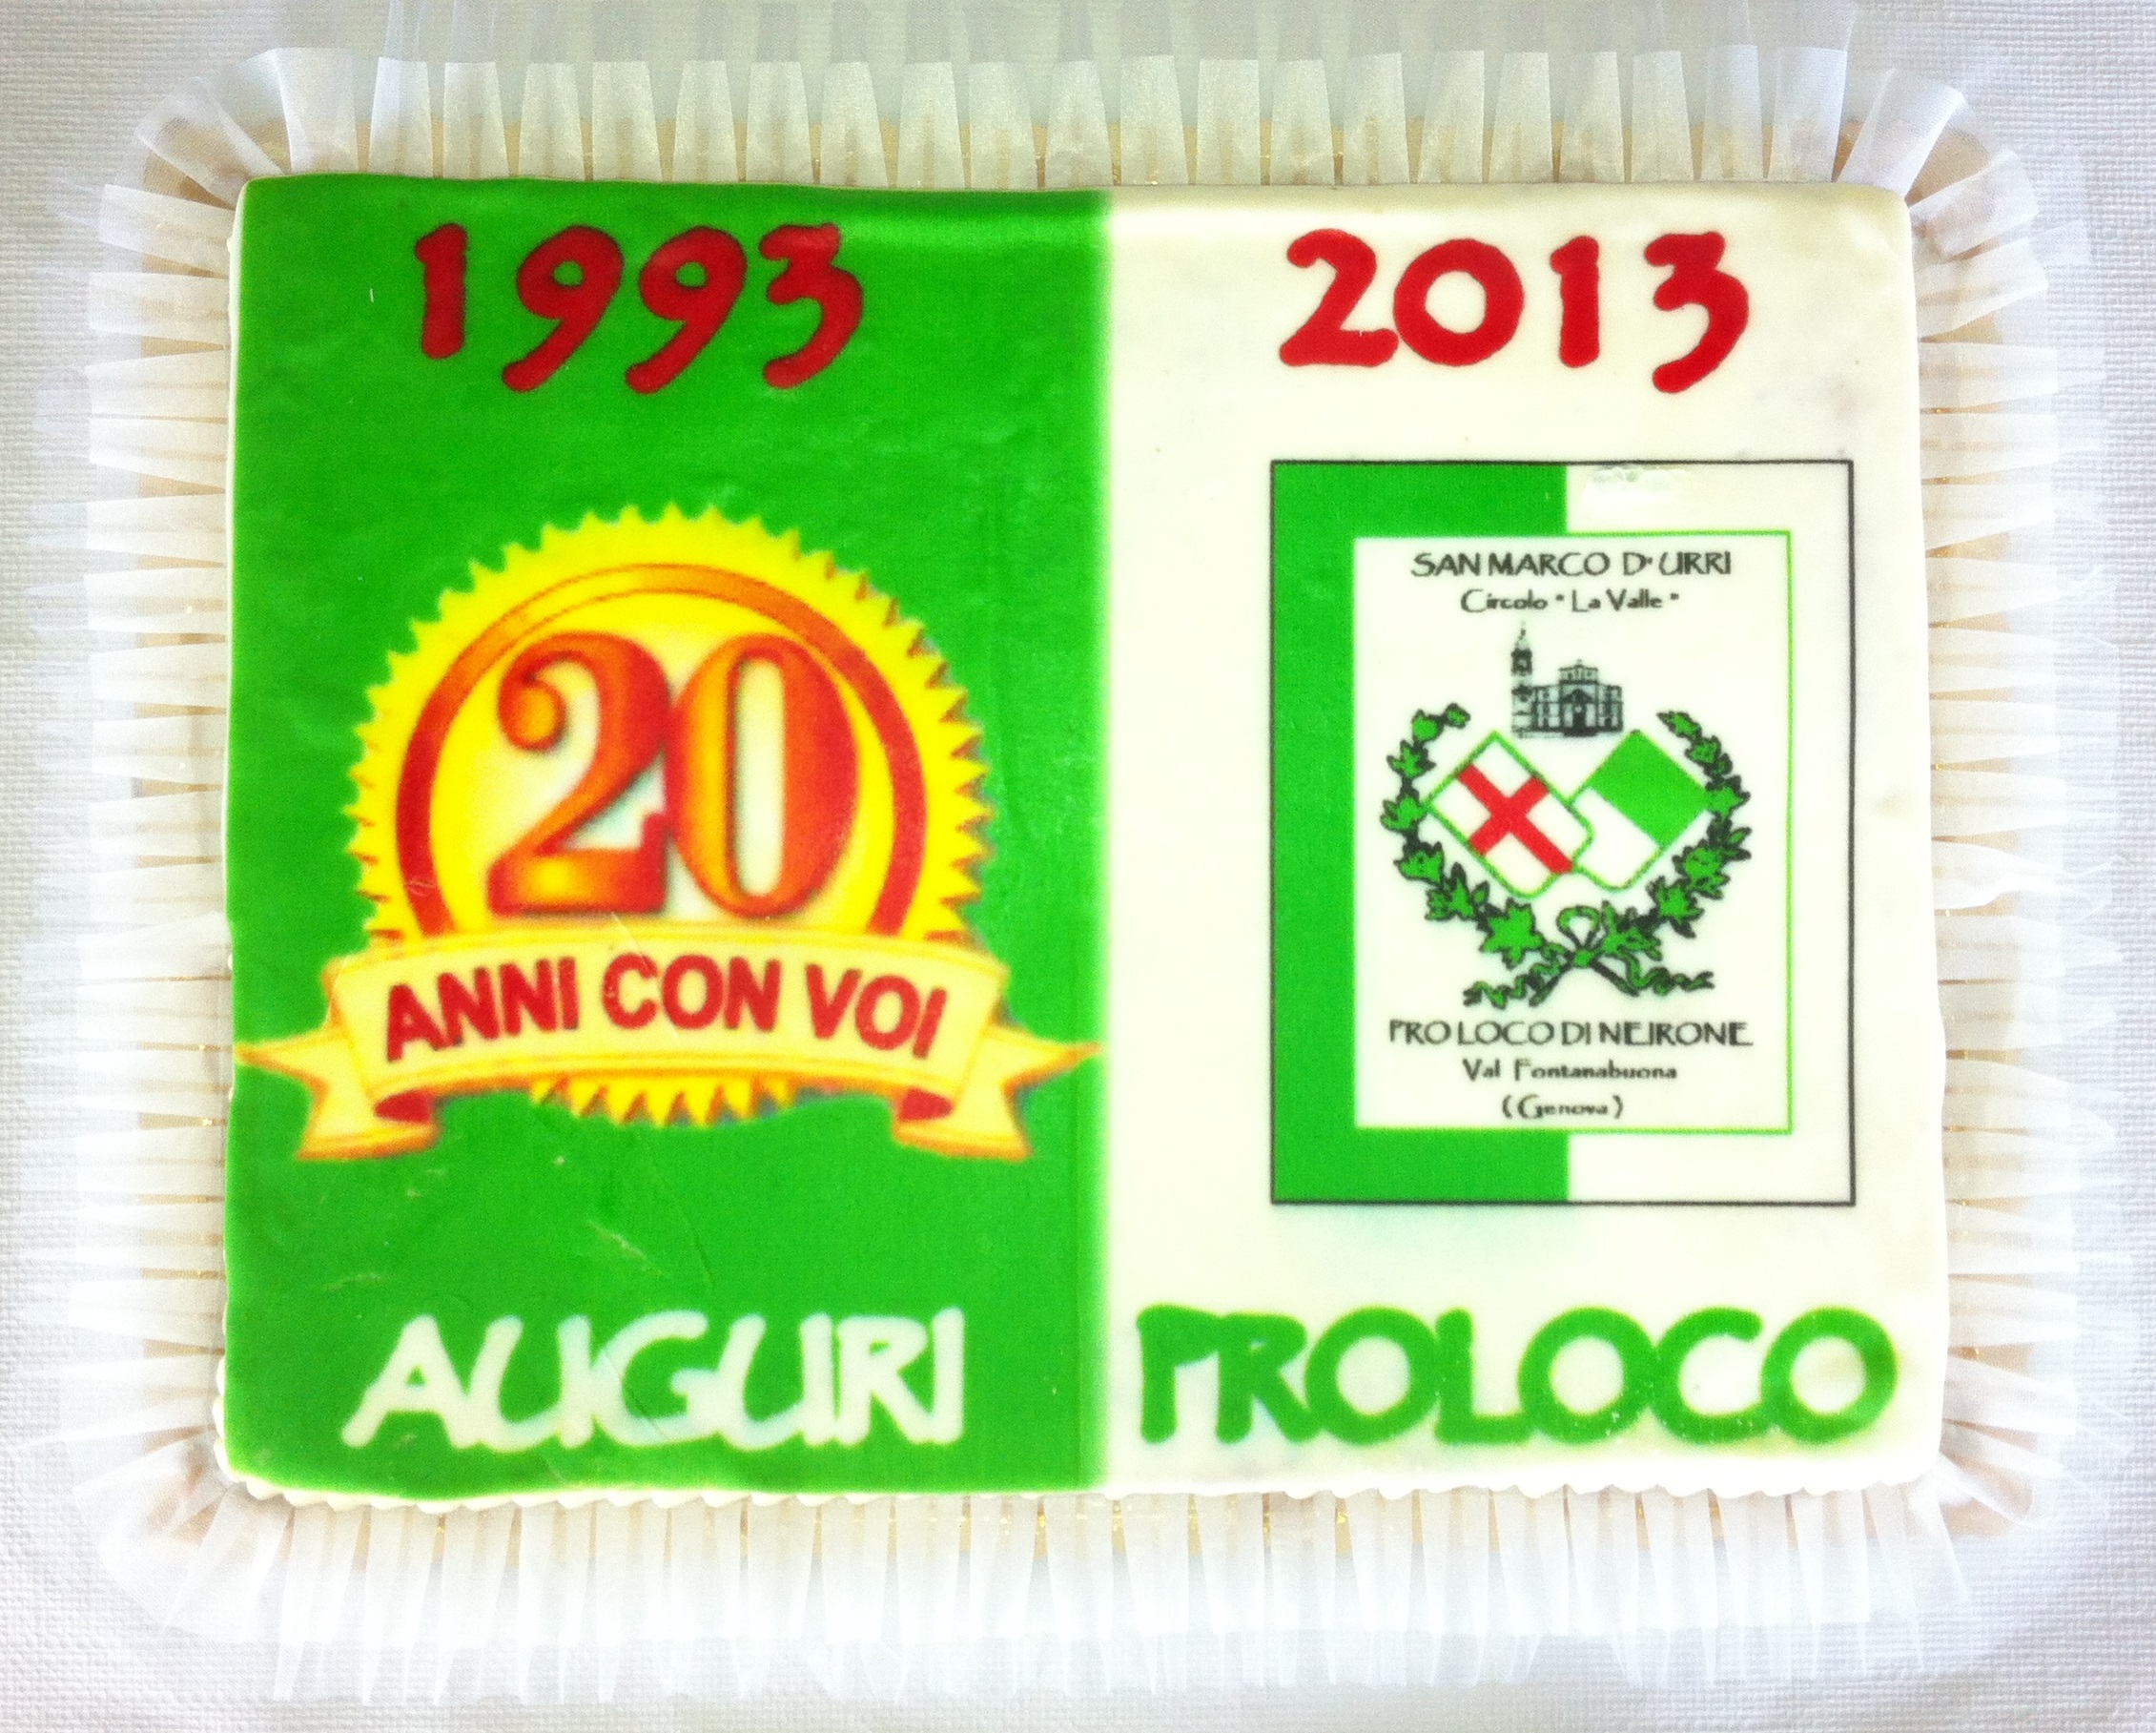 1993
20
ANNI CON VOI
AUGURI
2013
SAN MARCO D'URRI
Circolo " La Valle "
PRO LOCO DI NEIRONE
Val Fontanabuona
(Genova)
PROLOCO